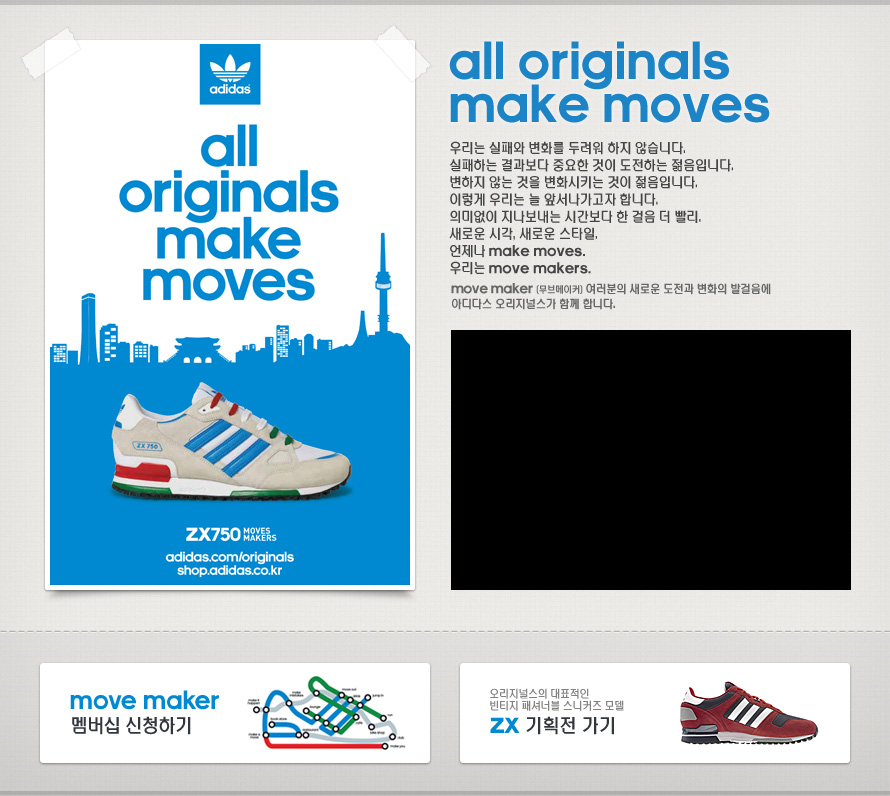 adidas
all
originals
make
moves
ZX 750
ZX750 MOVES MAKERS
adidas.com/originals
shop.adidas.co.kr
all originals
make moves
우리는 실패와 변화를 두려워 하지 않습니다.
실패하는 결과보다 중요한 것이 도전하는 젊음입니다.
변하지 않는 것을 변화시키는 것이 젊음입니다.
이렇게 우리는 늘 앞서나가고자 합니다.
의미없이 지나보내는 시간보다 한 걸음 더 빨리.
새로운 시각, 새로운 스타일.
언제나 make moves.
우리는 move makers.
move maker (무브메이커) 여러분의 새로운 도전과 변화의 발걸음에
아디다스 오리지널스가 함께 합니다.
move maker
멤버십 신청하기
오리지널스의 대표적인
빈티지 패셔너블 스니커즈 모델
ZX 기획전 가기